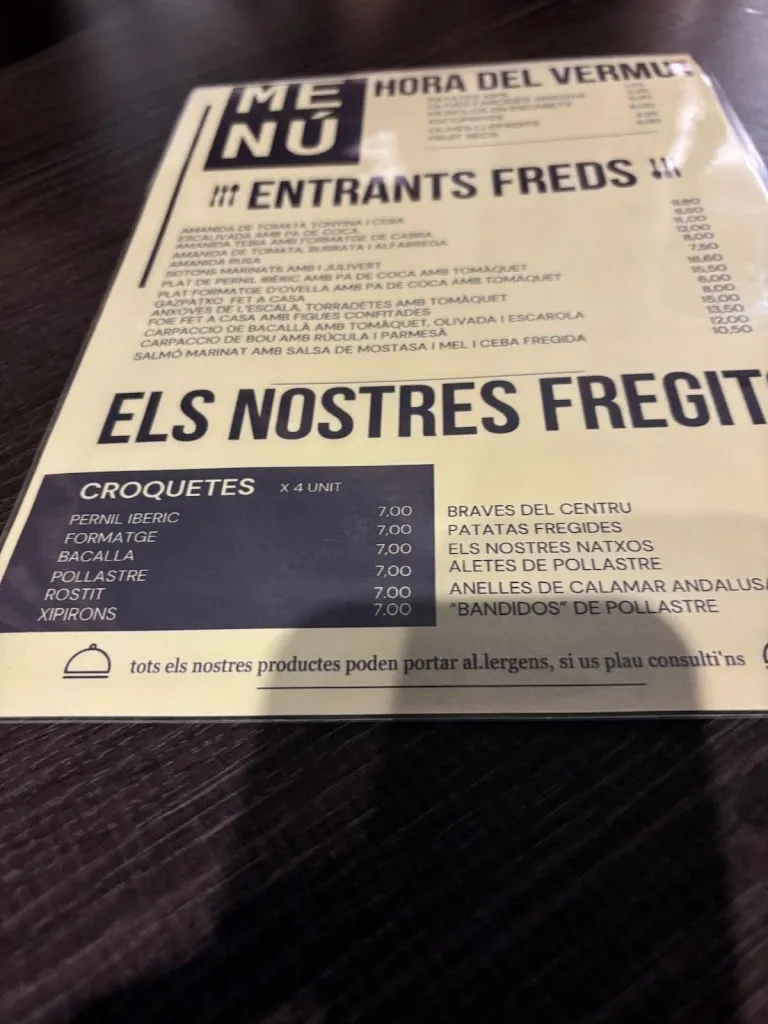 MENÚ
HORA DEL VERMUT
ENTRANTS FREDS
AMANIDA DE TOMATA TONYINA I CEBA
ESCALIVADA AMB PA DE COCA
AMANIDA TEBIA AMB FORMATGE DE CABRA
AMANIDA DE TOMATA, BURRATA I ALFABREGA
AMANIDA RUSA
SEITONS MARINATS AMB I JULIVERT
PLAT DE PERNIL IBÈRIC AMB PA DE COCA AMB TOMÀQUET
PLAT FORMATGE D'OVELLA AMB PA DE COCA AMB TOMÀQUET
GAZPATXO FET A CASA
ANXOVES DE L'ESCALA, TORRADETES AMB TOMÀQUET
FOIE FET A CASA AMB FIGUES CONFITADES
CARPACCIO DE BACALLÀ AMB TOMÀQUET, OLIVADA I ESCAROLA
CARPACCIO DE BOU AMB RÚCULA I PARMESÀ
SALMÓ MARINAT AMB SALSA DE MOSTASA I MEL I CEBA FREGIDA
9,80
8,50
11,00
12,00
8,00
7,50
18,60
15,50
6,00
8,00
15,00
13,50
12,00
10,50
ELS NOSTRES FREGITS
CROQUETES X 4 UNIT
PERNIL IBERIC 7,00
FORMATGE 7,00
BACALLA 7,00
POLLASTRE 7,00
ROSTIT 7.00
XIPIRONS 7.00
BRAVES DEL CENTRU
PATATAS FREGIDES
ELS NOSTRES NATXOS
ALETES DE POLLASTRE
ANELLES DE CALAMAR ANDALUSA
"BANDIDOS" DE POLLASTRE
tots els nostres productes poden portar al.lergens, si us plau consulti'ns